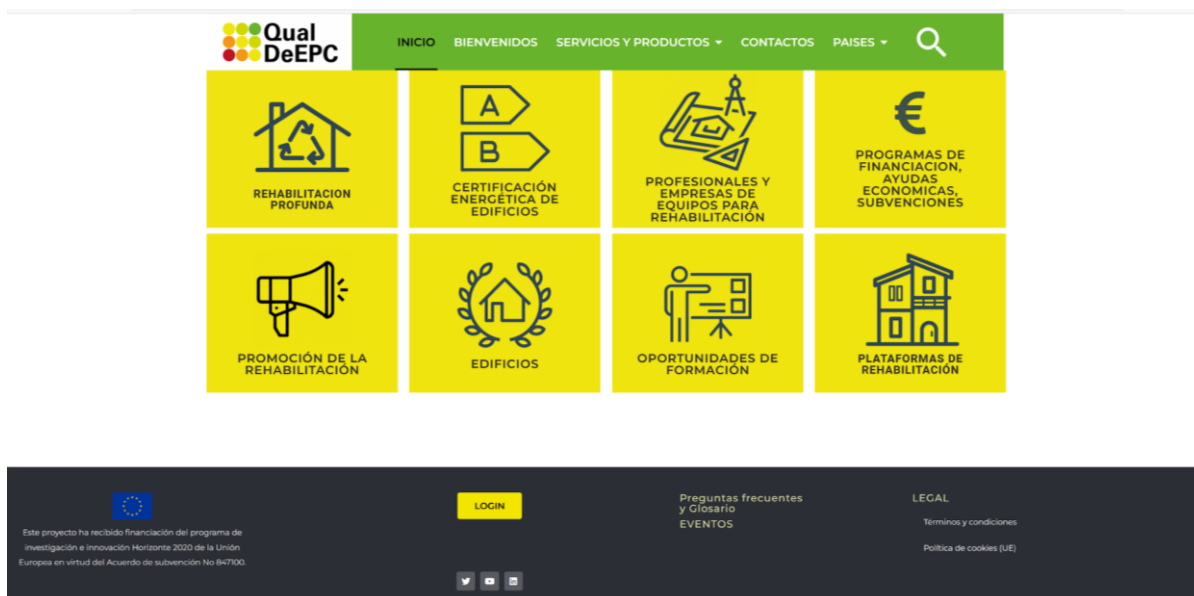 Qual
DeEPC
INICIO BIENVENIDOS SERVICIOS Y PRODUCTOS CONTACTOS PAISES
REHABILITACION
PROFUNDA
A
B
CERTIFICACIÓN
ENERGÉTICA DE
EDIFICIOS
PROFESIONALES Y
EMPRESAS DE
EQUIPOS PARA
REHABILITACIÓN
€
PROGRAMAS DE
FINANCIACION,
AYUDAS
ECONOMICAS,
SUBVENCIONES
PROMOCIÓN DE LA
REHABILITACIÓN
EDIFICIOS
OPORTUNIDADES DE
FORMACIÓN
PLATAFORMAS DE
REHABILITACIÓN
Este proyecto ha recibido financiación del programa de
investigación e innovación Horizonte 2020 de la Unión
Europea en virtud del Acuerdo de subvención No 847100.
LOGIN
Preguntas frecuentes
y Glosario
EVENTOS
LEGAL
Términos y condiciones
Política de cookies (UE)